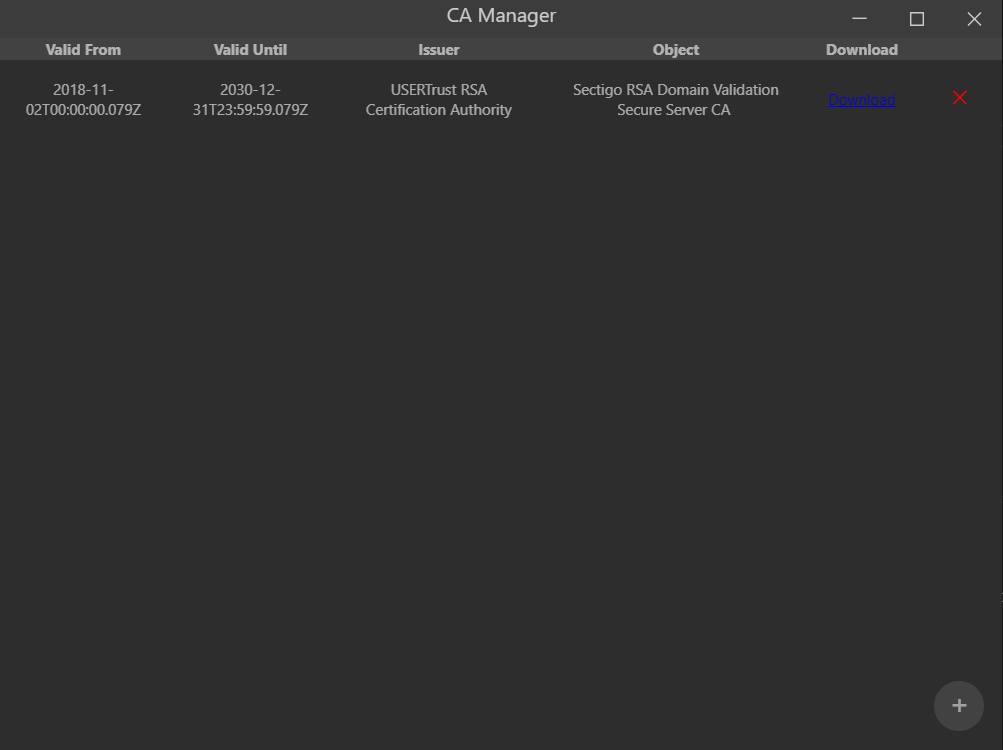 CA Manager
Valid From Valid Until Issuer Object Download
2018-11- 2030-12- USERTrust RSA Sectigo RSA Domain Validation
02T00:00:00.079Z 31T23:59:59.079Z Certification Authority Secure Server CA
Download
+